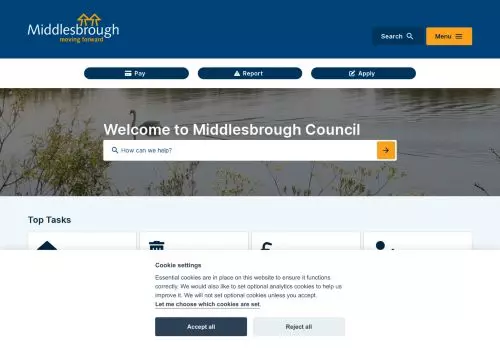 Middlesbrough
moving forward
Search
Menu
Pay
Report
Apply
Welcome to Middlesbrough Council
How can we help?
Top Tasks
Cookie settings
Essential cookies are in place on this website to ensure it functions
correctly. We would also like to set optional analytics cookies to help us
improve it. We will not set optional cookies unless you accept.
Let me choose which cookies are set.
Accept all
Reject all